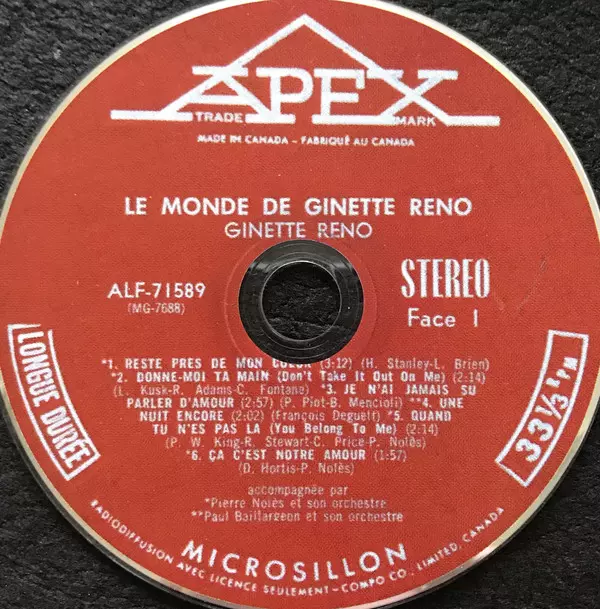 APEX
TRADE MARK
MADE IN CANADA – FABRIQUÉ AU CANADA
LE MONDE DE GINETTE RENO
GINETTE RENO
ALF-71589
(MG-7688)
STEREO
Face 1
LONGUE DURÉE
33 1/3 RPM
*1. RESTE PRES DE MON COEUR (3:12) (H. Stanley-L. Brien)
*2. DONNE-MOI TA MAIN (Don't Take It Out On Me) (2-14)
(L. Kusk-R. Adams-C. Fontane) *3. JE N'AI JAMAIS SU
PARLER D'AMOUR (2:57) (P. Piot-B. Mencioli) **4. UNE
NUIT ENCORE (2:02) (François Deguelt) *5. QUAND
TU N'ES PAS LA (You Belong To Me) (2:14)
(P. W. King-R. Stewart-C. Price-P. Nolès)
*6. ÇA C'EST NOTRE AMOUR (1:57)
(D. Hortis-P. Nolès)
accompagnée par
*Pierre Nolès et son orchestre
**Paul Baillargeon et son orchestre
MICROSILLON
RADIODIFFUSION AVEC LICENCE SEULEMENT–COMPO CO., LIMITED, CANADA